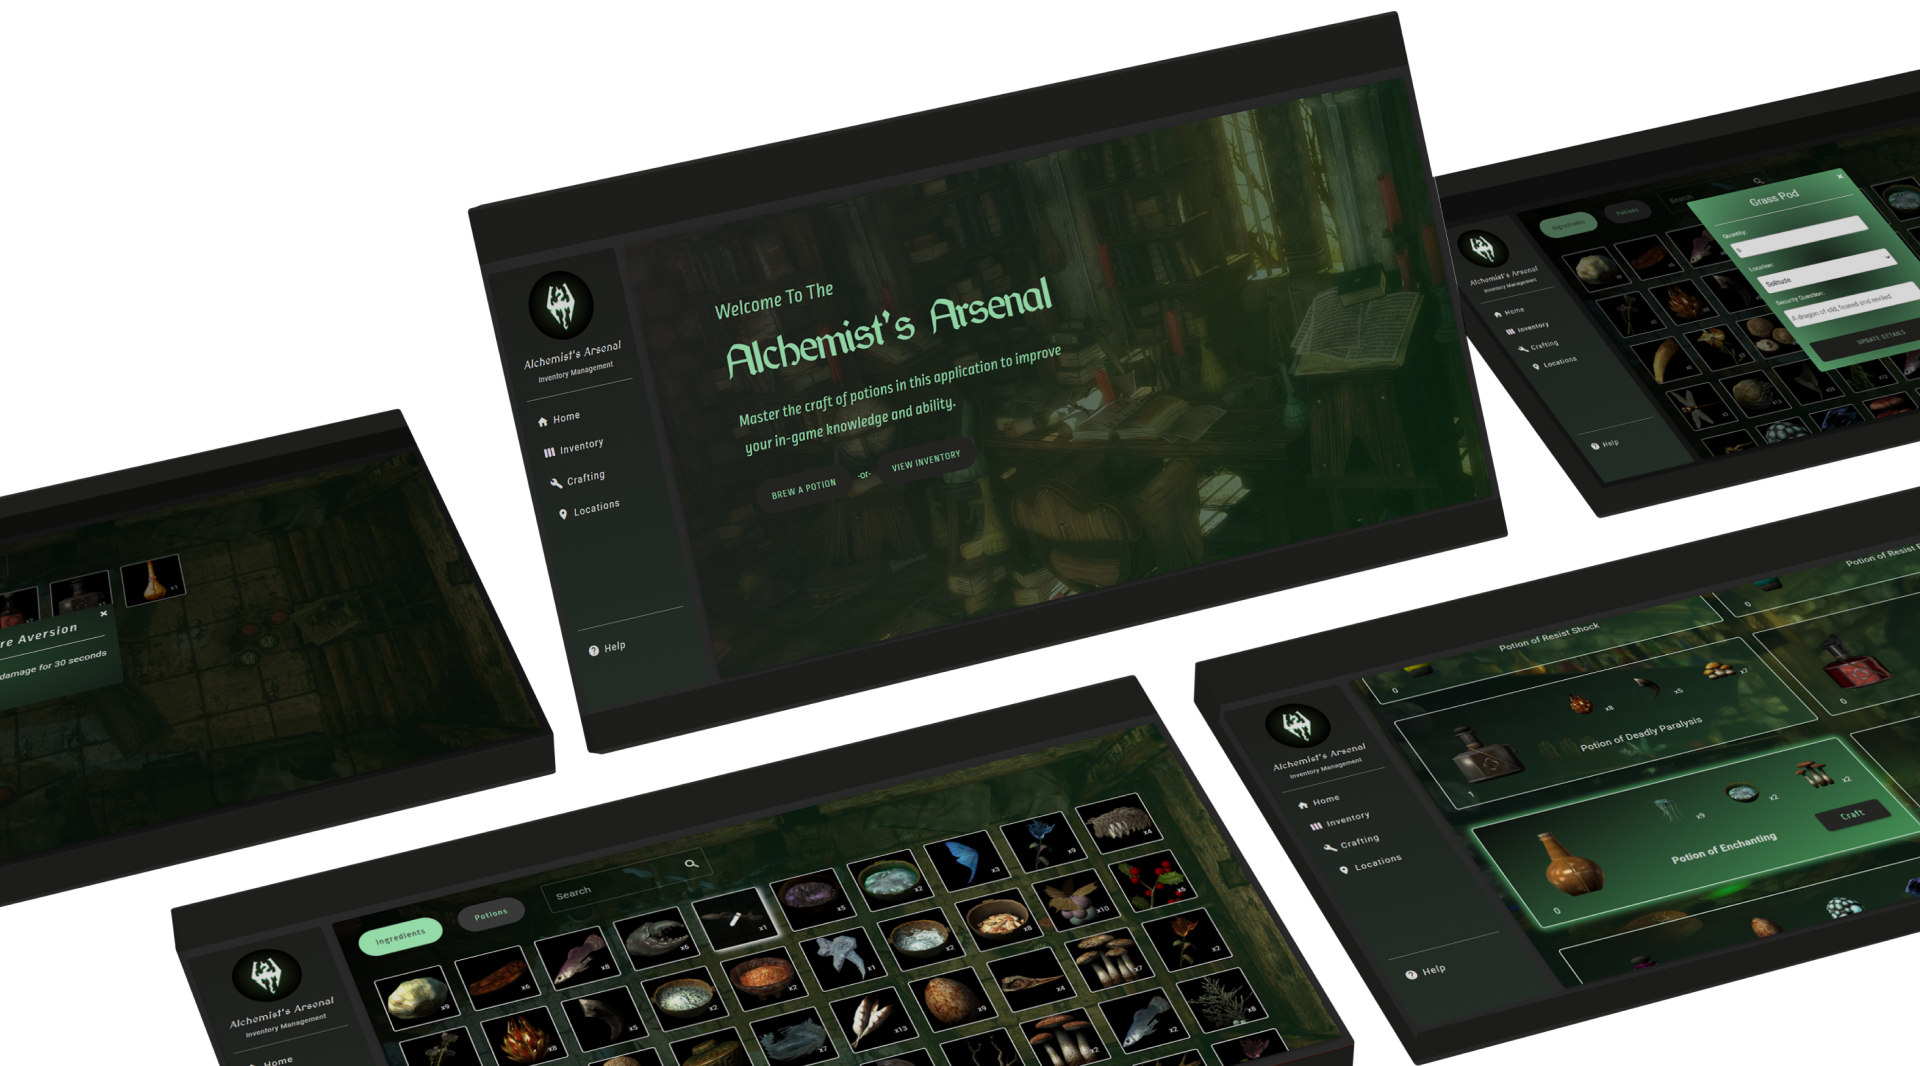 Welcome To The
Alchemist's Arsenal
Master the craft of potions in this application to improve
your in-game knowledge and ability.
BREW A POTION
-or-
VIEW INVENTORY
Alchemist's Arsenal
Inventory Management
Home
Inventory
Crafting
Locations
Help
Ingredients
Potions
Search
Grass Pod
Quantity:
9
Location:
Solitude
Security Question:
A dragon of old, feared and reviled
UPDATE DETAILS
Alchemist's Arsenal
Inventory Management
Home
Inventory
Crafting
Locations
Help
x1
re Aversion
damage for 30 seconds
Potion of Resist Shock
Potion of Resist
0
0
x8
x5
x7
Potion of Deadly Paralysis
1
0
x9
x2
x2
Potion of Enchanting
Craft
0
Alchemist's Arsenal
Inventory Management
Home
Inventory
Crafting
Locations
Help
Ingredients
Potions
Search
x9
x6
x8
x6
x1
x5
x2
x3
x9
x4
x8
x5
x2
x2
x1
x2
x8
x10
x6
x7
x13
x9
x4
x7
x2
x2
x2
x8
Alchemist's Arsenal
Inventory Management
Home